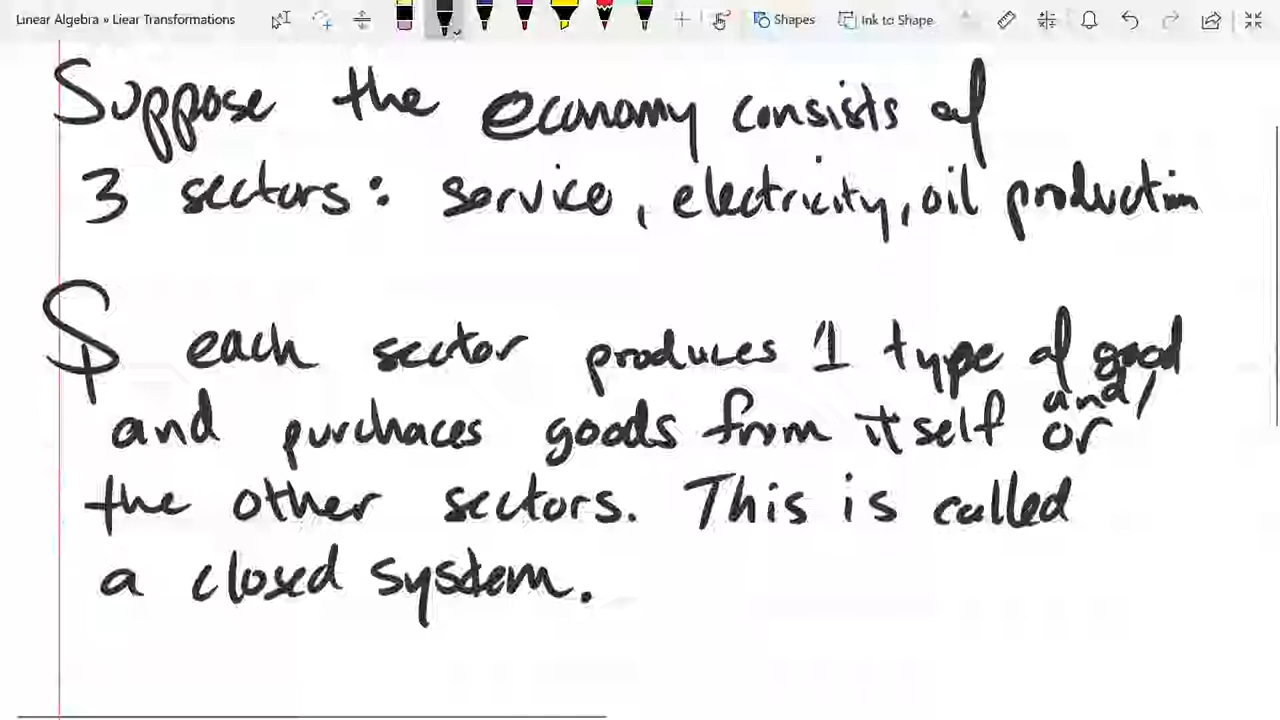 Linear Algebra » Liear Transformations
Shapes
Ink to Shape
Suppose the economy consists of
3 sectors: service, electricity, oil production
$ each sector produces 1 type of good
and purchaces goods from itself and/or
the other sectors. This is called
a closed system.